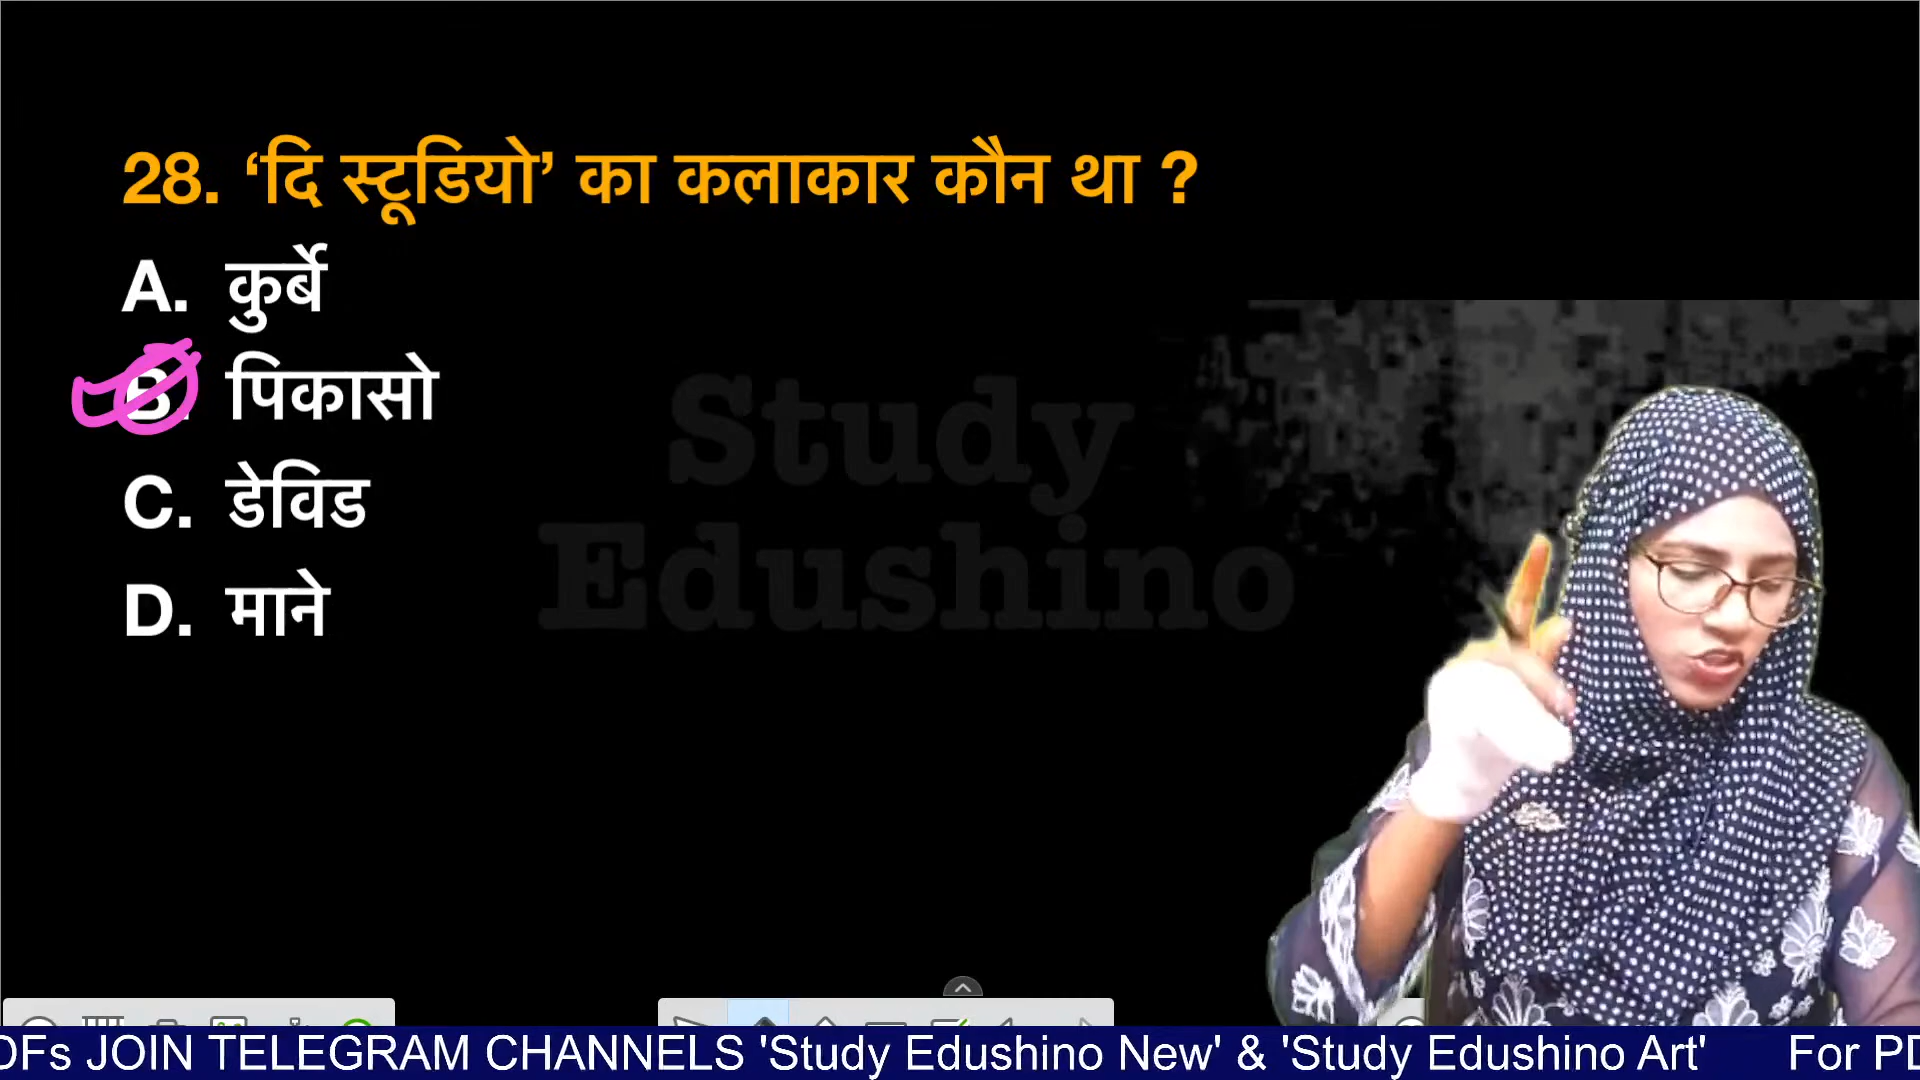 28. ‘दि स्टूडियो’ का कलाकार कौन था ?
A. कुर्बे
B. पिकासो
C. डेविड
D. माने
Study
Edushino
DFs JOIN TELEGRAM CHANNELS 'Study Edushino New' & 'Study Edushino Art' For PD